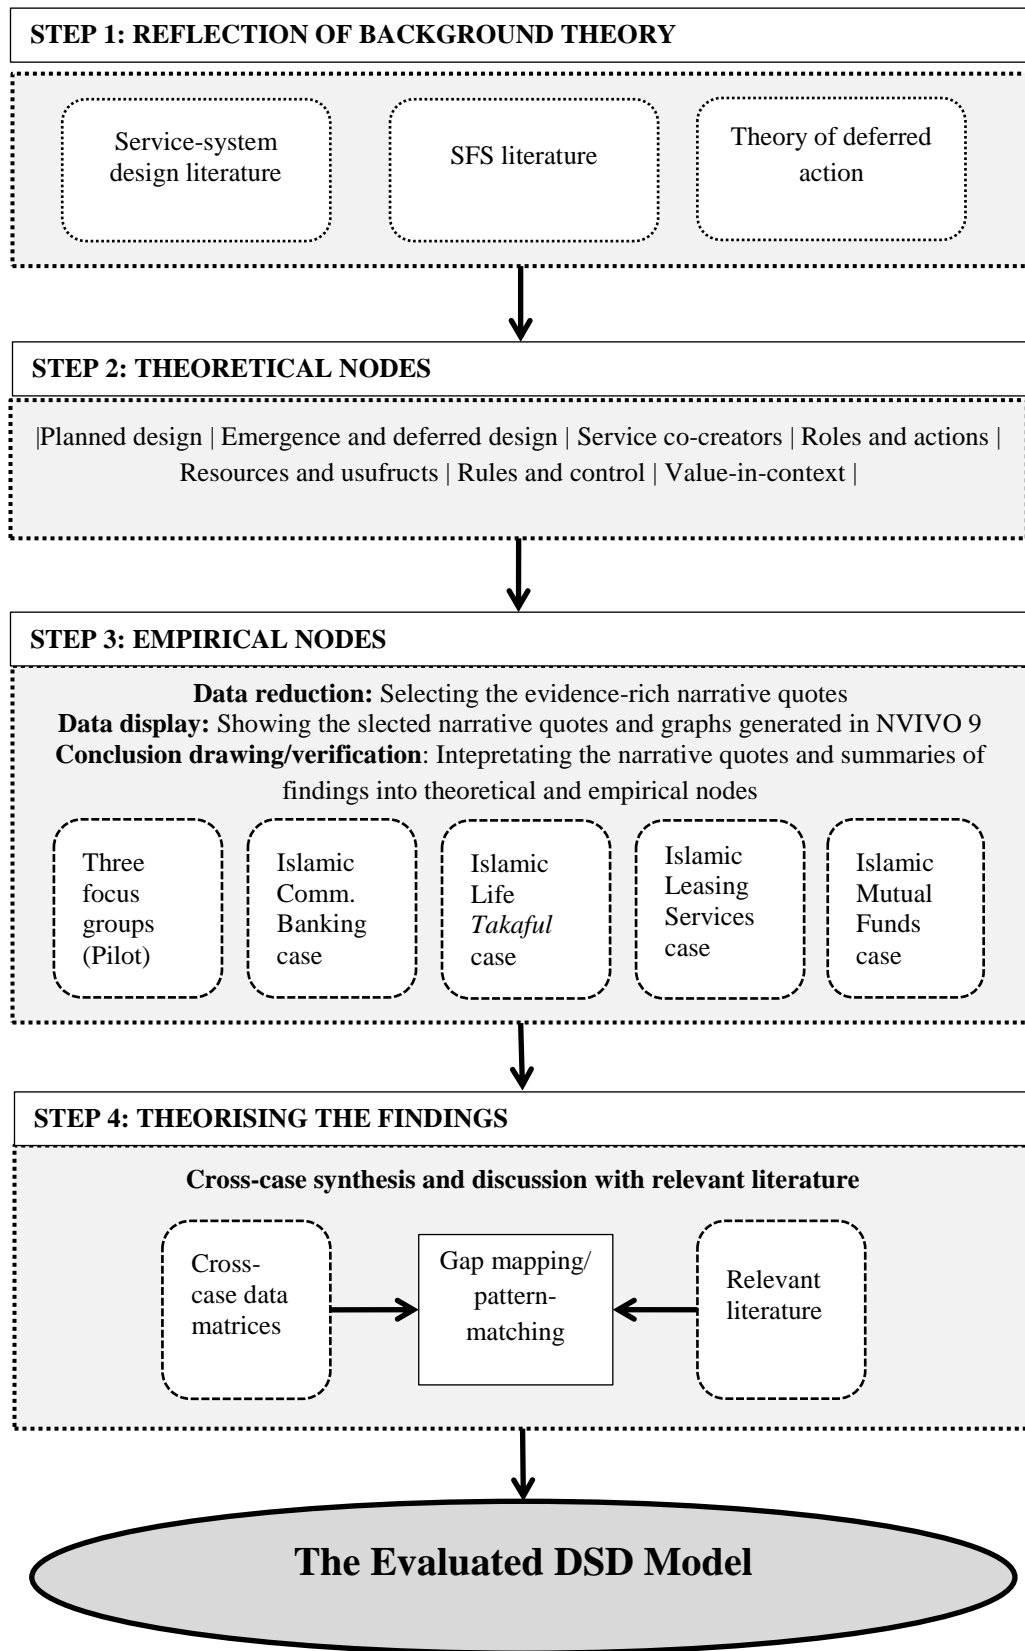 STEP 1: REFLECTION OF BACKGROUND THEORY
Service-system
design literature
SFS literature
Theory of deferred
action
STEP 2: THEORETICAL NODES
|Planned design | Emergence and deferred design | Service co-creators | Roles and actions |
Resources and usufructs | Rules and control | Value-in-context |
STEP 3: EMPIRICAL NODES
Data reduction: Selecting the evidence-rich narrative quotes
Data display: Showing the slected narrative quotes and graphs generated in NVIVO 9
Conclusion drawing/verification: Intepretating the narrative quotes and summaries of
findings into theoretical and empirical nodes
Three
focus
groups
(Pilot)
Islamic
Comm.
Banking
case
Islamic
Life
Takaful
case
Islamic
Leasing
Services
case
Islamic
Mutual
Funds
case
STEP 4: THEORISING THE FINDINGS
Cross-case synthesis and discussion with relevant literature
Cross-
case data
matrices
Gap mapping/
pattern-
matching
Relevant
literature
The Evaluated DSD Model